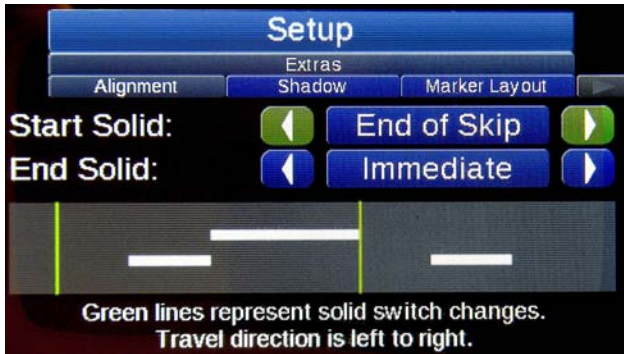 Setup
Extras
Alignment Shadow Marker Layout
Start Solid: End of Skip
End Solid: Immediate
Green lines represent solid switch changes.
Travel direction is left to right.